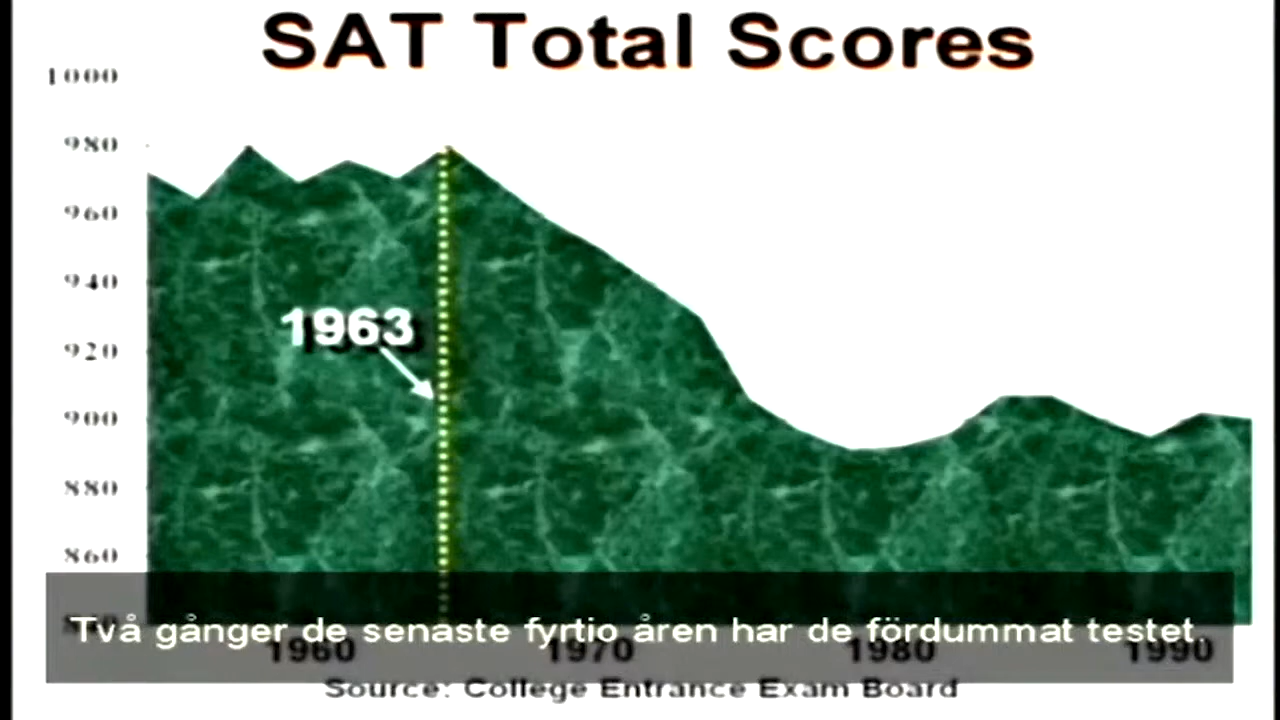 SAT Total Scores
1000
980
960
940
920
900
880
860
1963
Två gånger de senaste fyrtio åren har de fördummat testet.
1960 1970 1980 1990
Source: College Entrance Exam Board